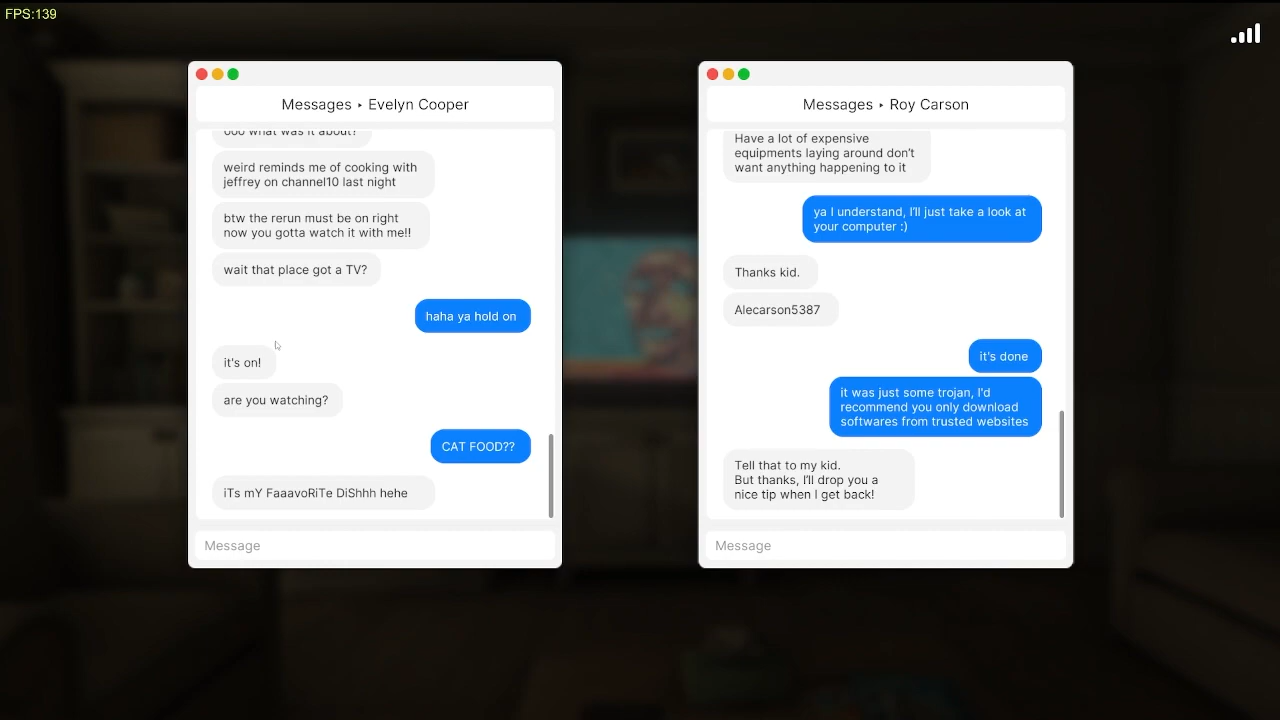 FPS:139
Messages ‣ Evelyn Cooper
ooo what was it about?
weird reminds me of cooking with
jeffrey on channel10 last night
btw the rerun must be on right
now you gotta watch it with me!!
wait that place got a TV?
haha ya hold on
it's on!
are you watching?
CAT FOOD??
iTs mY FaaavoRiTe DiShhh hehe
Message
Messages ‣ Roy Carson
Have a lot of expensive
equipments laying around don't
want anything happening to it
ya I understand, I'll just take a look at
your computer :)
Thanks kid.
Alecarson5387
it's done
it was just some trojan, I'd
recommend you only download
softwares from trusted websites
Tell that to my kid.
But thanks, I'll drop you a
nice tip when I get back!
Message